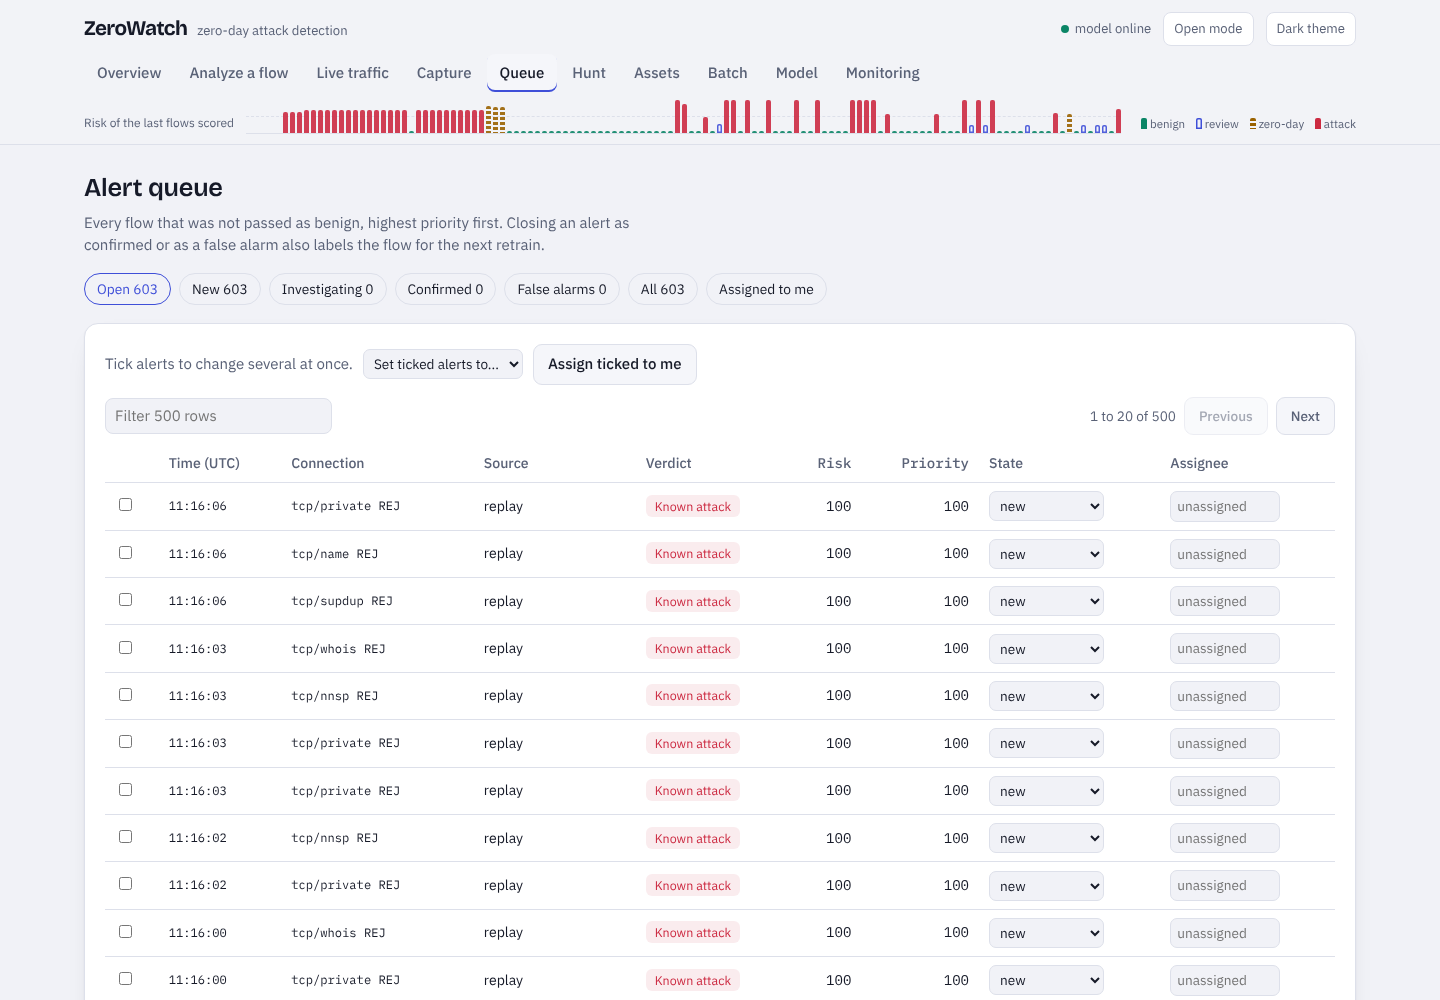 ZeroWatch zero-day attack detection
model online Open mode Dark theme
Overview Analyze a flow Live traffic Capture Queue Hunt Assets Batch Model Monitoring
Risk of the last flows scored benign review zero-day attack
Alert queue
Every flow that was not passed as benign, highest priority first. Closing an alert as
confirmed or as a false alarm also labels the flow for the next retrain.
Open 603 New 603 Investigating 0 Confirmed 0 False alarms 0 All 603 Assigned to me
Tick alerts to change several at once. Set ticked alerts to... Assign ticked to me
Filter 500 rows 1 to 20 of 500 Previous Next
Time (UTC) Connection Source Verdict Risk Priority State Assignee
11:16:06 tcp/private REJ replay Known attack 100 100 new unassigned
11:16:06 tcp/name REJ replay Known attack 100 100 new unassigned
11:16:06 tcp/supdup REJ replay Known attack 100 100 new unassigned
11:16:03 tcp/whois REJ replay Known attack 100 100 new unassigned
11:16:03 tcp/nnsp REJ replay Known attack 100 100 new unassigned
11:16:03 tcp/private REJ replay Known attack 100 100 new unassigned
11:16:03 tcp/private REJ replay Known attack 100 100 new unassigned
11:16:02 tcp/nnsp REJ replay Known attack 100 100 new unassigned
11:16:02 tcp/private REJ replay Known attack 100 100 new unassigned
11:16:00 tcp/whois REJ replay Known attack 100 100 new unassigned
11:16:00 tcp/private REJ replay Known attack 100 100 new unassigned